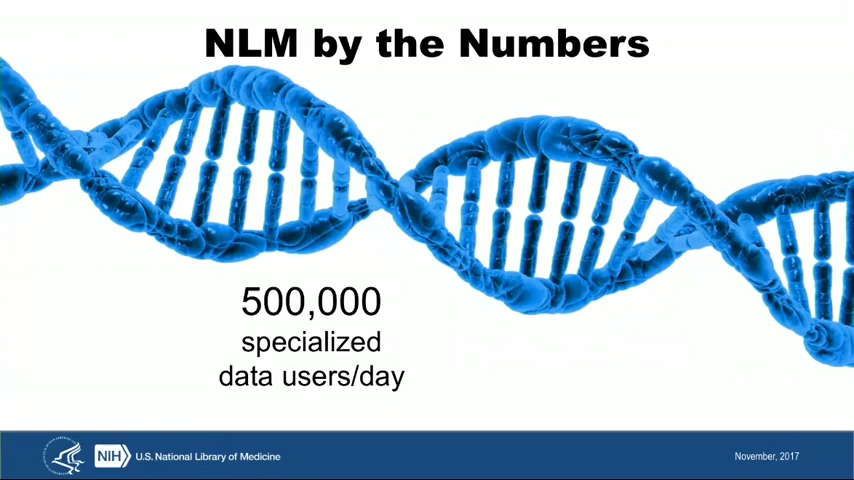 NLM by the Numbers
500,000
specialized
data users/day
NIH U.S. National Library of Medicine
November, 2017